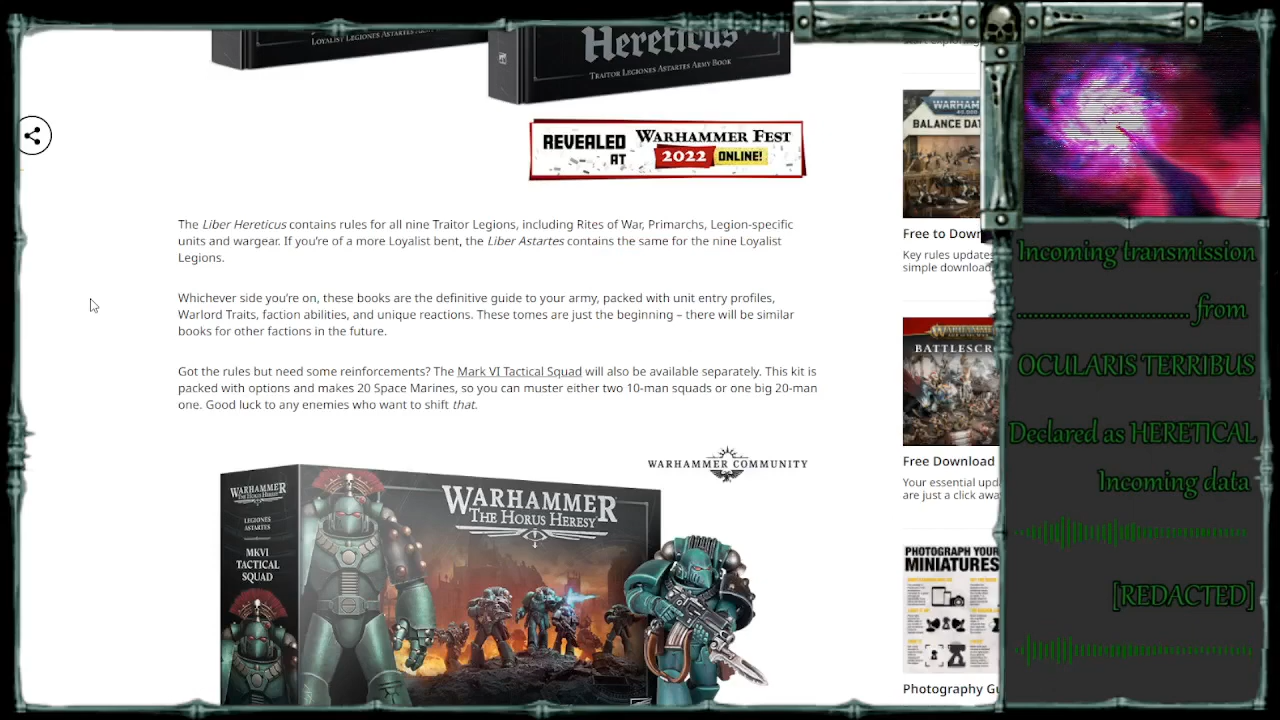 LOYALIST LEGIONES ASTARTES ARMY BOOK
Hereticus
TRAITOR LEGIONES ASTARTES ARMY BOOK
REVEALED AT
WARHAMMER FEST
2022 ONLINE!
The Liber Hereticus contains rules for all nine Traitor Legions, including Rites of War, Primarchs, Legion-specific
units and wargear. If you're of a more Loyalist bent, the Liber Astartes contains the same for the nine Loyalist
Legions.
Whichever side you're on, these books are the definitive guide to your army, packed with unit entry profiles,
Warlord Traits, faction abilities, and unique reactions. These tomes are just the beginning – there will be similar
books for other factions in the future.
Got the rules but need some reinforcements? The Mark VI Tactical Squad will also be available separately. This kit is
packed with options and makes 20 Space Marines, so you can muster either two 10-man squads or one big 20-man
one. Good luck to any enemies who want to shift that.
WARHAMMER COMMUNITY
WARHAMMER
THE HORUS HERESY
LEGIONES
ASTARTES
MKVI
TACTICAL
SQUAD
WARHAMMER
THE HORUS HERESY
WARHAM
40,000
BALANCE DAT
Free to Down
Key rules updates
simple download
WARHAMM
BATTLESCR
Free Download
Your essential upd
are just a click awa
PHOTOGRAPH YOUR
MINIATURES
Photography Gu
Incoming transmission
................................ from
OCULARIS TERRIBUS
Declared as HERETICAL
Incoming data
[REDACTED]